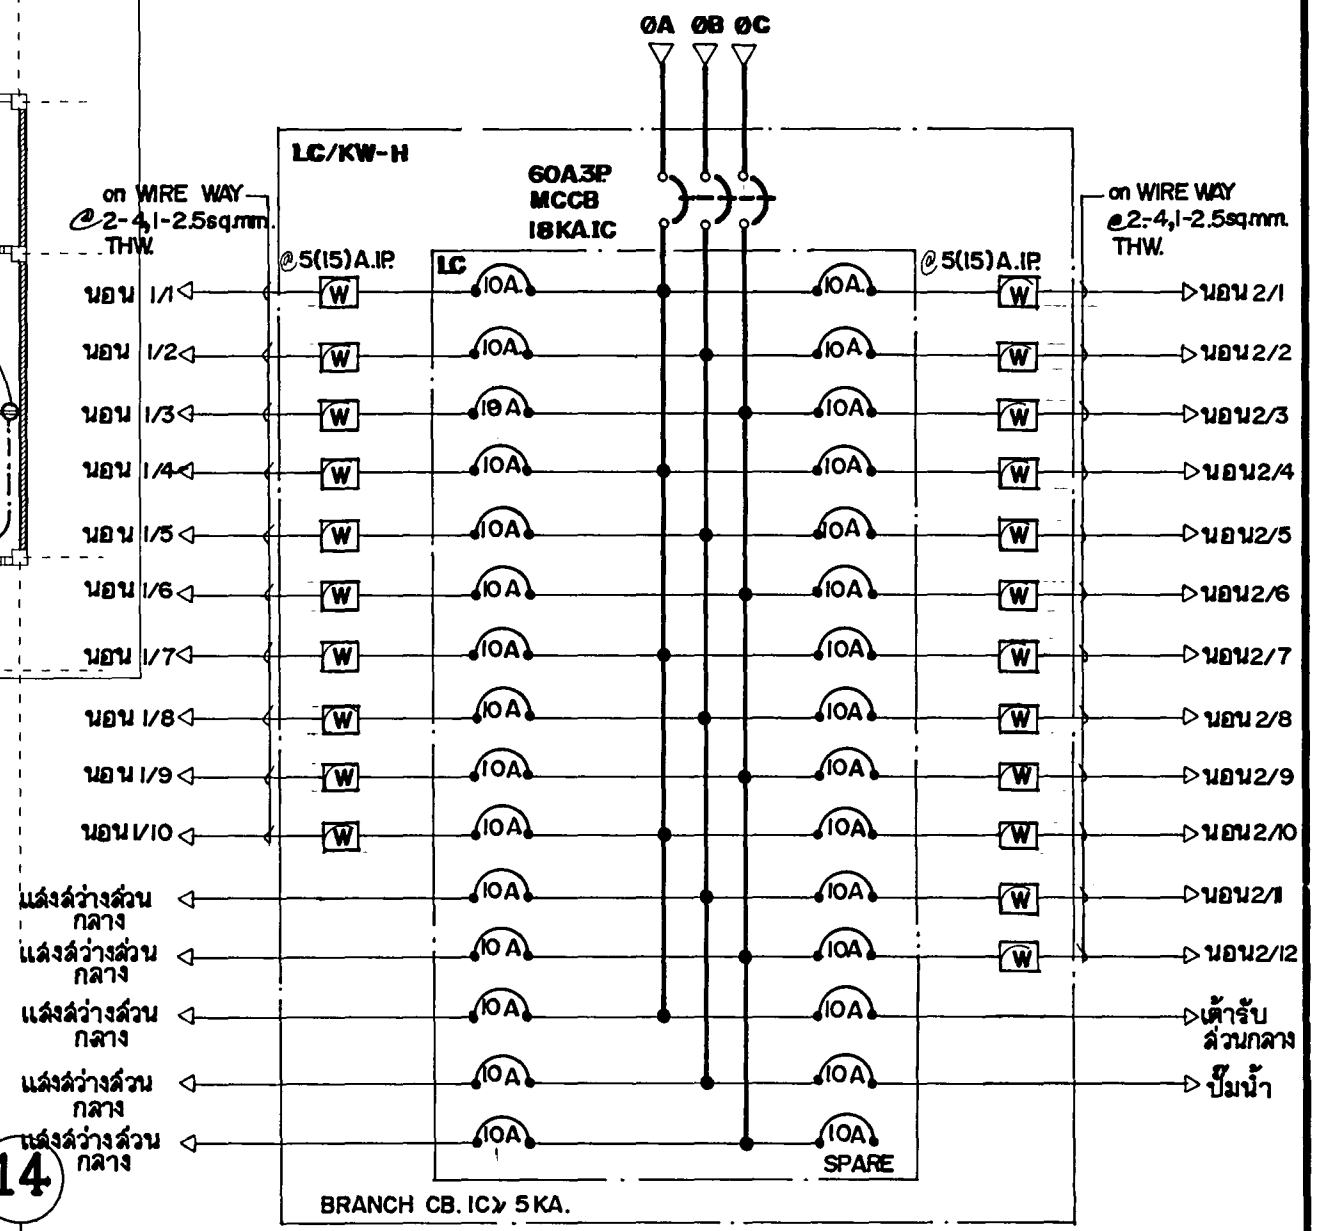 ØA ØB ØC
LC/KW-H
60A3P.
MCCB
18KA.IC
on WIRE WAY
@ 2-4,1-2.5sq.mm.
THW.
on WIRE WAY
@ 2-4,1-2.5sq.mm.
THW.
@ 5(15)A.1P.
LC
@ 5(15)A.1P.
นอน 1/1 W 10A. 10A. W นอน 2/1
นอน 1/2 W 10A. 10A. W นอน 2/2
นอน 1/3 W 10A. 10A. W นอน 2/3
นอน 1/4 W 10A. 10A. W นอน 2/4
นอน 1/5 W 10A. 10A. W นอน 2/5
นอน 1/6 W 10A. 10A. W นอน 2/6
นอน 1/7 W 10A. 10A. W นอน 2/7
นอน 1/8 W 10A. 10A. W นอน 2/8
นอน 1/9 W 10A. 10A. W นอน 2/9
นอน 1/10 W 10A. 10A. W นอน 2/10
แสงสว่างส่วน 10A. 10A. W นอน 2/11
กลาง
แสงสว่างส่วน 10A. 10A. W นอน 2/12
กลาง
แสงสว่างส่วน 10A. 10A. เต้ารับ
กลาง ส่วนกลาง
แสงสว่างส่วน 10A. 10A. ปั๊มน้ำ
กลาง
แสงสว่างส่วน 10A. 10A.
กลาง SPARE
14
BRANCH CB. IC 5KA.